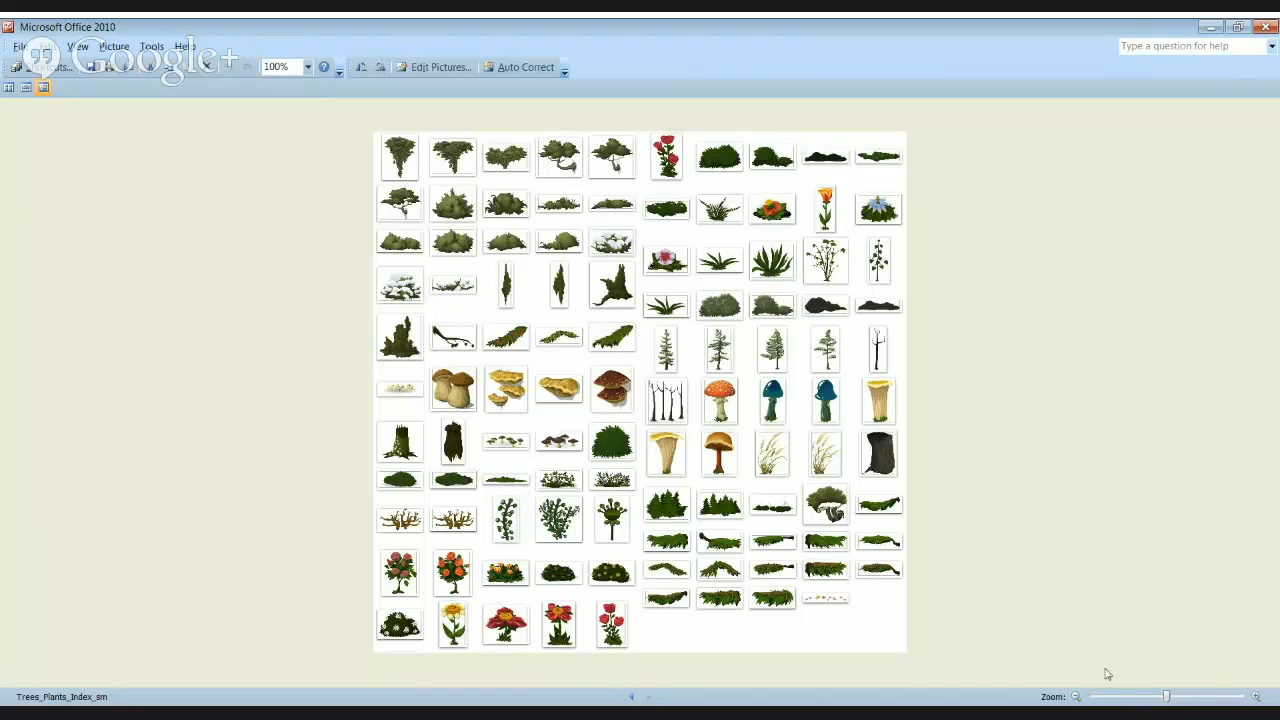 Microsoft Office 2010
View Picture Tools Help
Type a question for help
Google+
100%
Edit Pictures...
Auto Correct
Trees_Plants_Index_sm
Zoom: